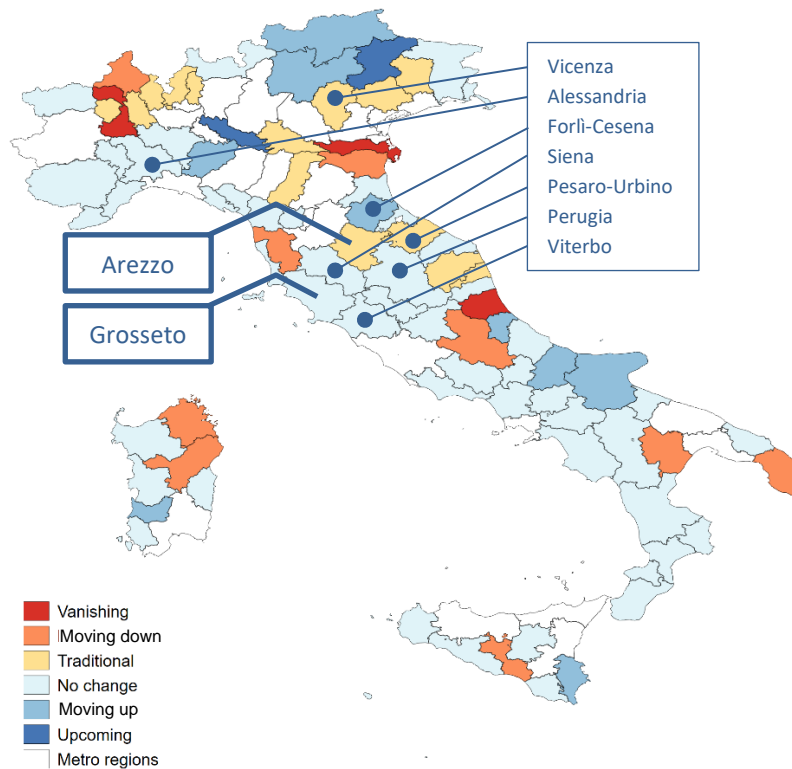 Vicenza
Alessandria
Forlì-Cesena
Siena
Pesaro-Urbino
Perugia
Viterbo
Arezzo
Grosseto
Vanishing
Moving down
Traditional
No change
Moving up
Upcoming
Metro regions